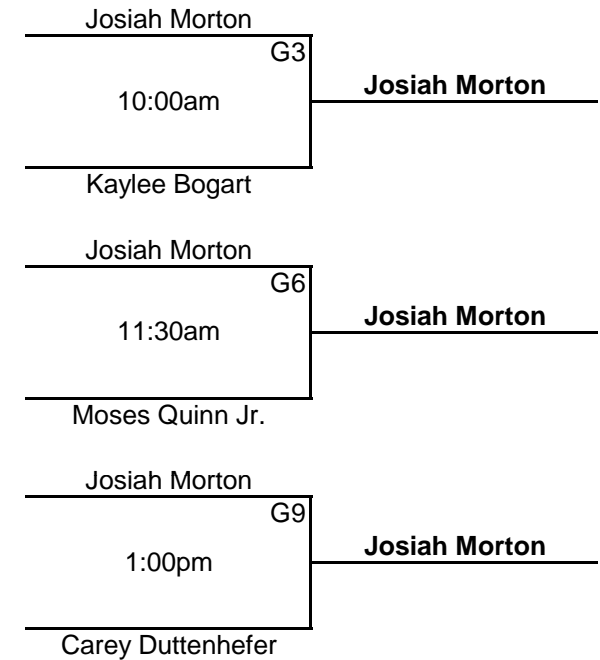 Josiah Morton
G3
10:00am
Josiah Morton
Kaylee Bogart
Josiah Morton
G6
11:30am
Josiah Morton
Moses Quinn Jr.
Josiah Morton
G9
1:00pm
Josiah Morton
Carey Duttenhefer